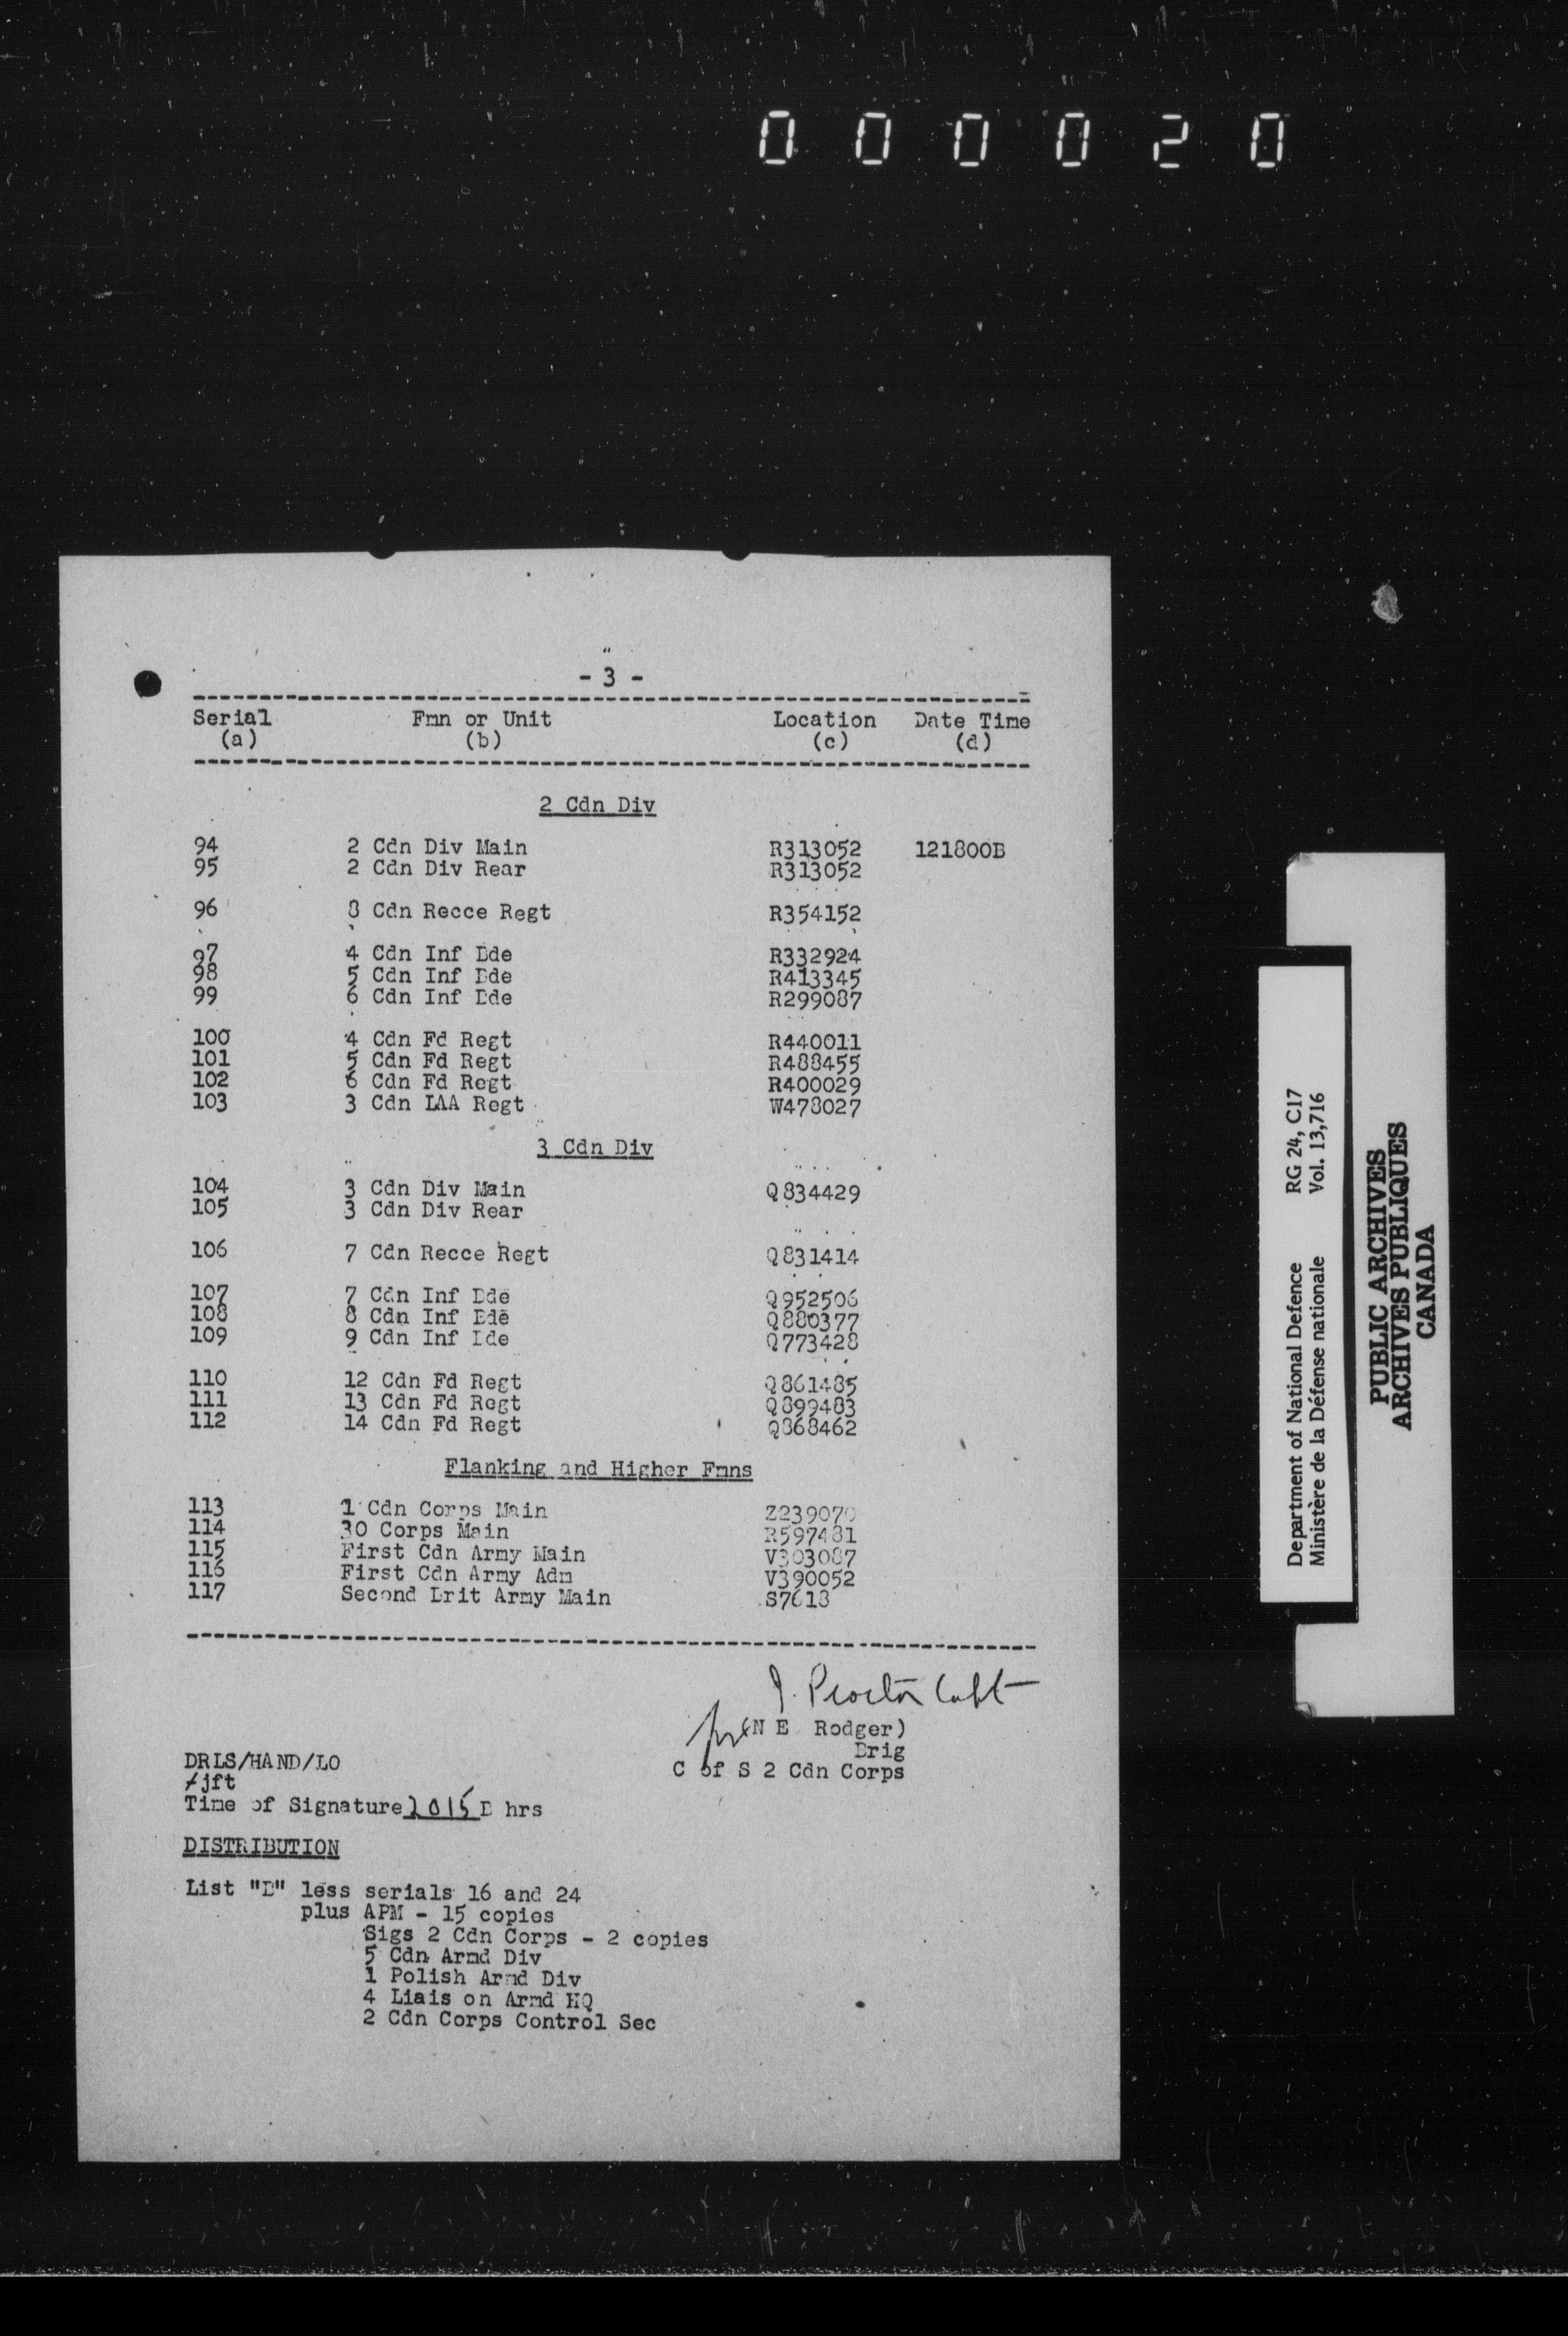 000020
- 3 -
Serial Fmn or Unit Location Date Time
(a) (b) (c) (d)
2 Cdn Div
94 2 Cdn Div Main R313052 121800B
95 2 Cdn Div Rear R313052
96 8 Cdn Recce Regt R354152
97 4 Cdn Inf Bde R332924
98 5 Cdn Inf Bde R413345
99 6 Cdn Inf Bde R299087
100 4 Cdn Fd Regt R440011
101 5 Cdn Fd Regt R488455
102 6 Cdn Fd Regt R400029
103 3 Cdn LAA Regt W478027
3 Cdn Div
104 3 Cdn Div Main Q834429
105 3 Cdn Div Rear
106 7 Cdn Recce Regt Q831414
107 7 Cdn Inf Bde Q952506
108 8 Cdn Inf Bde Q880377
109 9 Cdn Inf Bde Q773428
110 12 Cdn Fd Regt Q861485
111 13 Cdn Fd Regt Q899483
112 14 Cdn Fd Regt Q868462
Flanking and Higher Fmns
113 1 Cdn Corps Main Z239070
114 30 Corps Main R597481
115 First Cdn Army Main V303087
116 First Cdn Army Adm V390052
117 Second Brit Army Main S7618
J. Proctor Capt
for (N E Rodger)
Brig
C of S 2 Cdn Corps
DRLS/HAND/LO
/jft
Time of Signature 2015 B hrs
DISTRIBUTION
List "B" less serials 16 and 24
plus APM - 15 copies
Sigs 2 Cdn Corps - 2 copies
5 Cdn Armd Div
1 Polish Armd Div
4 Liais on Armd HQ
2 Cdn Corps Control Sec
Department of National Defence RG 24, C17
Ministère de la Défense nationale Vol. 13,716
PUBLIC ARCHIVES
ARCHIVES PUBLIQUES
CANADA